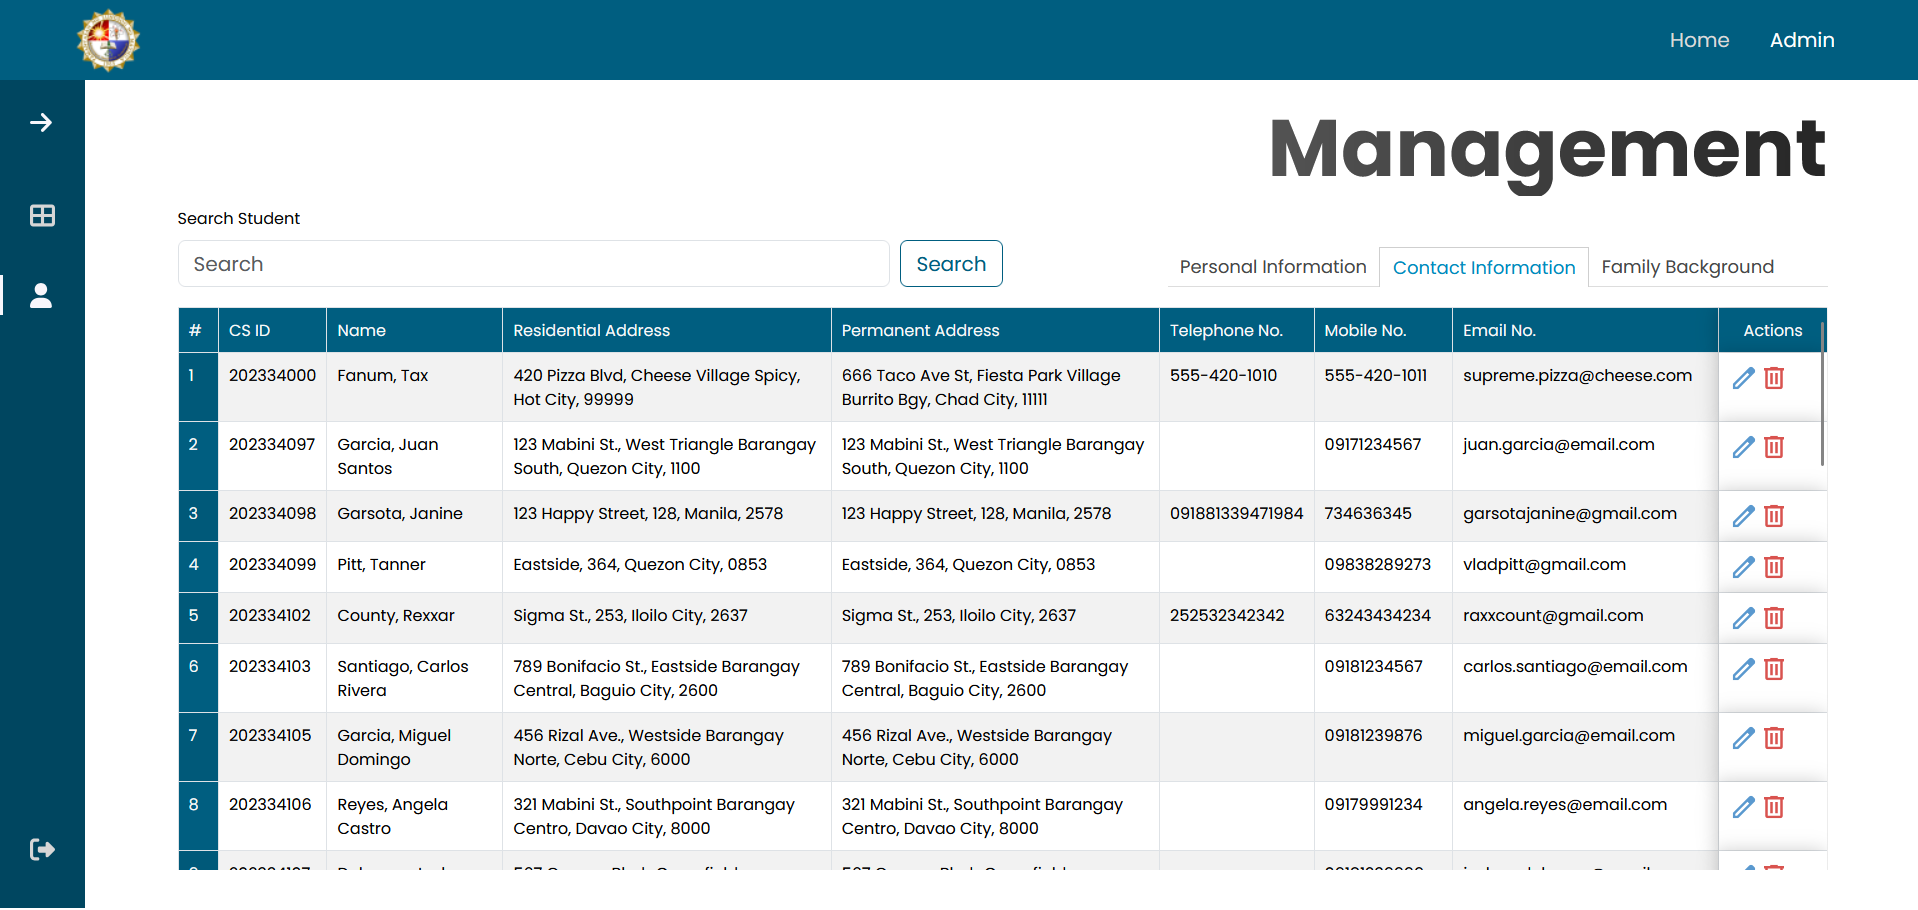 Home Admin
Management
Search Student
Search Search
Personal Information Contact Information Family Background
# CS ID Name Residential Address Permanent Address Telephone No. Mobile No. Email No. Actions
1 202334000 Fanum, Tax 420 Pizza Blvd, Cheese Village Spicy, 666 Taco Ave St, Fiesta Park Village 555-420-1010 555-420-1011 supreme.pizza@cheese.com
Hot City, 99999 Burrito Bgy, Chad City, 11111
2 202334097 Garcia, Juan 123 Mabini St., West Triangle Barangay 123 Mabini St., West Triangle Barangay 09171234567 juan.garcia@email.com
Santos South, Quezon City, 1100 South, Quezon City, 1100
3 202334098 Garsota, Janine 123 Happy Street, 128, Manila, 2578 123 Happy Street, 128, Manila, 2578 091881339471984 734636345 garsotajanine@gmail.com
4 202334099 Pitt, Tanner Eastside, 364, Quezon City, 0853 Eastside, 364, Quezon City, 0853 09838289273 vladpitt@gmail.com
5 202334102 County, Rexxar Sigma St., 253, Iloilo City, 2637 Sigma St., 253, Iloilo City, 2637 252532342342 63243434234 raxxcount@gmail.com
6 202334103 Santiago, Carlos 789 Bonifacio St., Eastside Barangay 789 Bonifacio St., Eastside Barangay 09181234567 carlos.santiago@email.com
Rivera Central, Baguio City, 2600 Central, Baguio City, 2600
7 202334105 Garcia, Miguel 456 Rizal Ave., Westside Barangay 456 Rizal Ave., Westside Barangay 09181239876 miguel.garcia@email.com
Domingo Norte, Cebu City, 6000 Norte, Cebu City, 6000
8 202334106 Reyes, Angela 321 Mabini St., Southpoint Barangay 321 Mabini St., Southpoint Barangay 09179991234 angela.reyes@email.com
Castro Centro, Davao City, 8000 Centro, Davao City, 8000